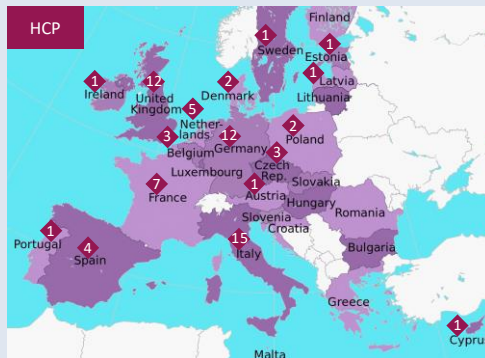 HCP
Finland
1
Sweden
1
Estonia
1
Latvia
Lithuania
1
Ireland
12
United
Kingdom
2
Denmark
5
Nether-
lands
3
Belgium
Luxembourg
12
Germany
2
Poland
3
Czech
Rep.
Slovakia
1
Austria
Hungary
Slovenia
Croatia
Romania
Bulgaria
7
France
1
Portugal
4
Spain
15
Italy
Greece
Malta
1
Cyprus